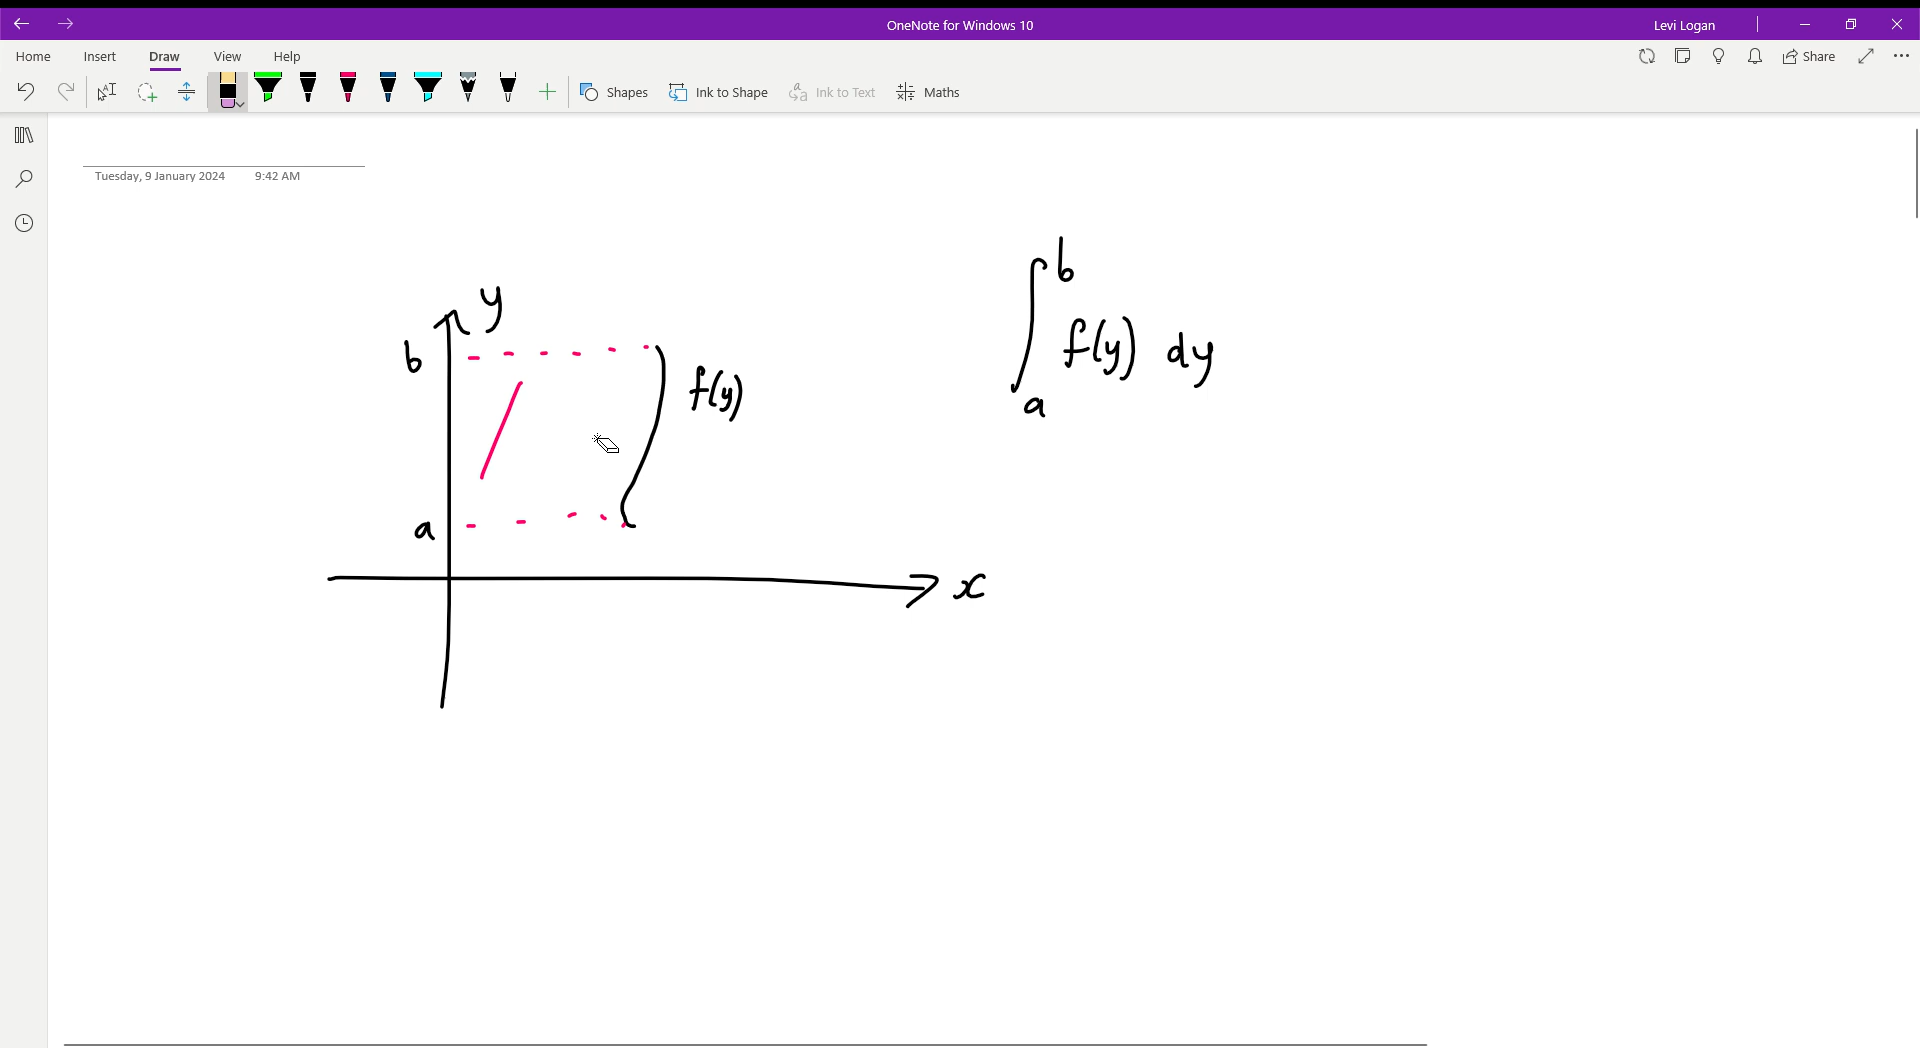 OneNote for Windows 10
Levi Logan
Home Insert Draw View Help
Share
Shapes Ink to Shape Ink to Text Maths
Tuesday, 9 January 2024 9:42 AM
y
b
f(y)
a
x
∫
b
a
f(y) dy